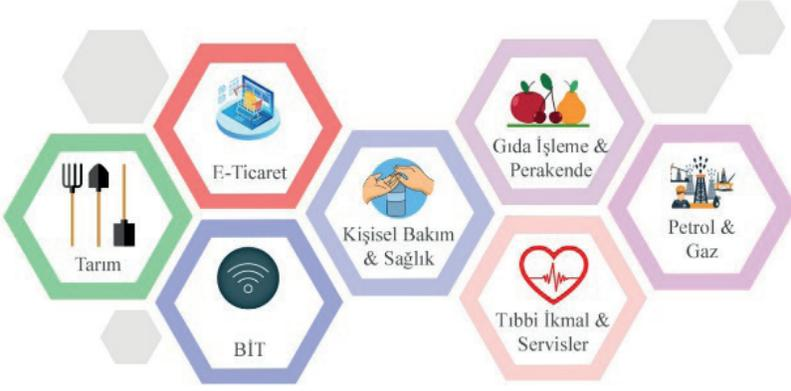 Tarım
E-Ticaret
BİT
Kişisel Bakım
& Sağlık
Gıda İşleme &
Perakende
Tıbbi İkmal &
Servisler
Petrol &
Gaz